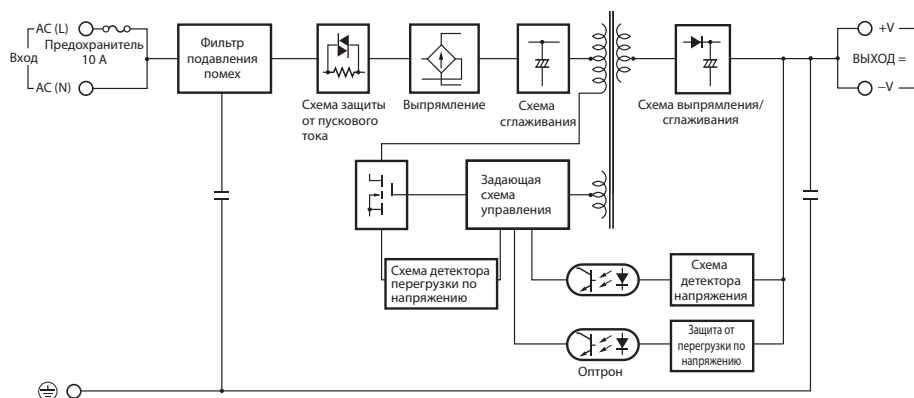 AC (L)
Предохранитель
10 А
Вход
AC (N)
Фильтр
подавления
помех
Схема защиты
от пускового
тока
Выпрямление
Схема
сглаживания
Схема выпрямления/
сглаживания
+V
ВЫХОД =
–V
Задающая
схема
управления
Схема детектора
перегрузки по
напряжению
Схема
детектора
напряжения
Защита от
перегрузки по
напряжению
Оптрон